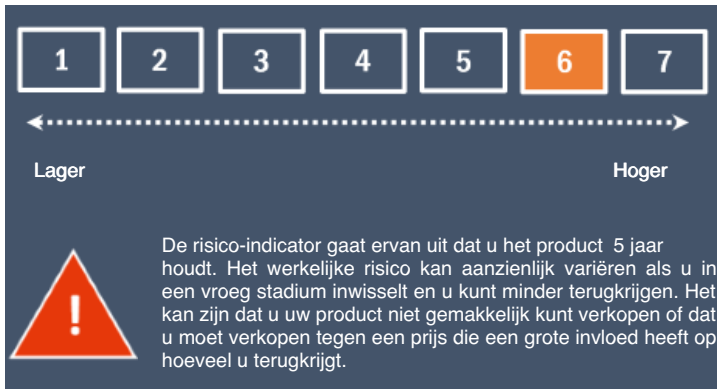 1 2 3 4 5 6 7
Lager Hoger
De risico-indicator gaat ervan uit dat u het product 5 jaar
houdt. Het werkelijke risico kan aanzienlijk variëren als u in
een vroeg stadium inwisselt en u kunt minder terugkrijgen. Het
kan zijn dat u uw product niet gemakkelijk kunt verkopen of dat
u moet verkopen tegen een prijs die een grote invloed heeft op
hoeveel u terugkrijgt.
!